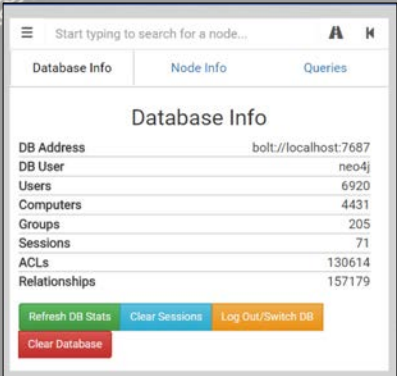 Start typing to search for a node...
Database Info Node Info Queries
Database Info
DB Address bolt://localhost:7687
DB User neo4j
Users 6920
Computers 4431
Groups 205
Sessions 71
ACLs 130614
Relationships 157179
Refresh DB Stats Clear Sessions Log Out/Switch DB
Clear Database